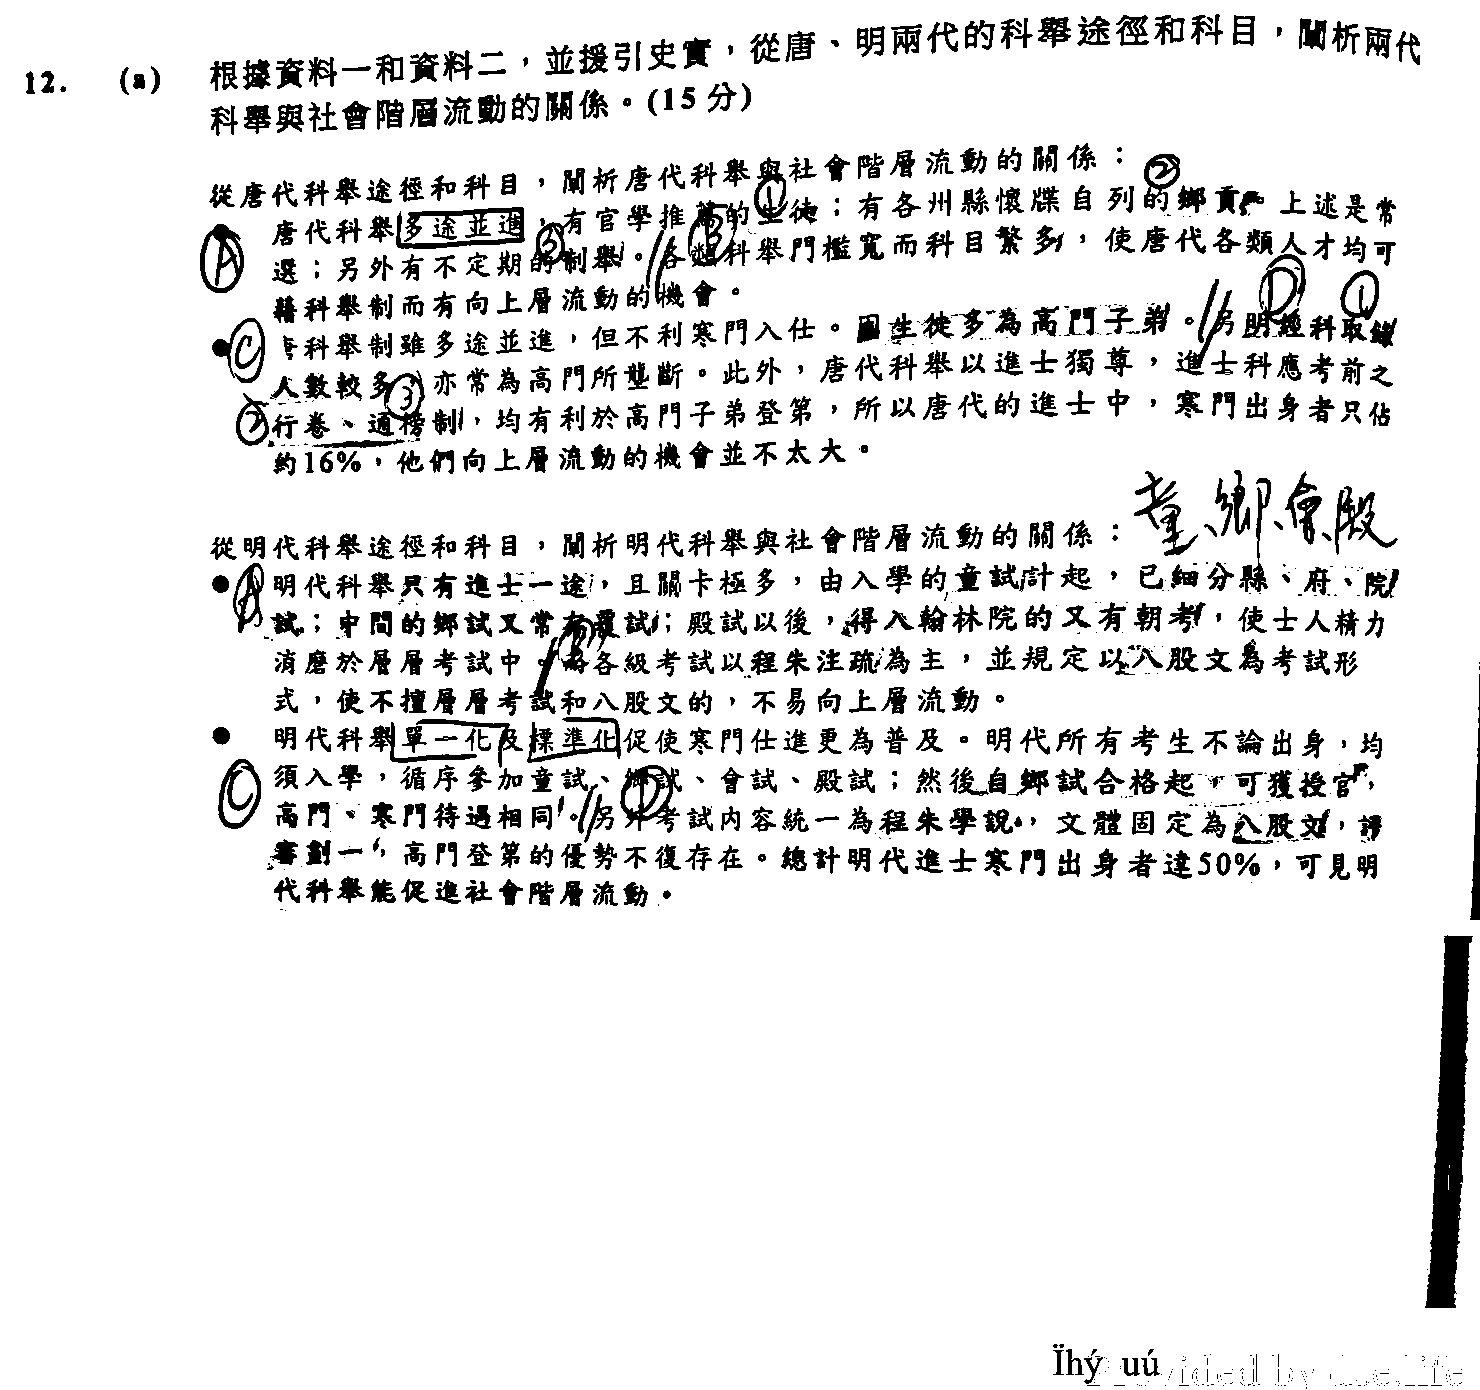 12. (a) 根據資料一和資料二，並援引史實，從唐、明兩代的科舉途徑和科目，闡析兩代
科舉與社會階層流動的關係。(15 分)
從唐代科舉途徑和科目，闡析唐代科舉與社會階層流動的關係：
② ①
唐代科舉多途並進，有官學推薦的生徒；有各州縣懷牒自列的鄉貢。上述是常
Ⓐ ③ // Ⓑ
選；另外有不定期的制舉。各類科舉門檻寬而科目繁多，使唐代各類人才均可
藉科舉制而有向上層流動的機會。
// Ⓓ ①
● Ⓒ 唐科舉制雖多途並進，但不利寒門入仕。因生徒多為高門子弟。另明經科取錄
人數較多，亦常為高門所壟斷。此外，唐代科舉以進士獨尊，進士科應考前之
② ③
行卷、通榜制，均有利於高門子弟登第，所以唐代的進士中，寒門出身者只佔
約16%，他們向上層流動的機會並不太大。
童、鄉、會、殿
從明代科舉途徑和科目，闡析明代科舉與社會階層流動的關係：
● Ⓐ 明代科舉只有進士一途，且關卡極多，由入學的童試計起，已細分縣、府、院
試；中間的鄉試又常有覆試；殿試以後，得入翰林院的又有朝考，使士人精力
// Ⓑ
消磨於層層考試中。而各級考試以程朱注疏為主，並規定以八股文為考試形
式，使不擅層層考試和八股文的，不易向上層流動。
● 明代科舉單一化及標準化促使寒門仕進更為普及。明代所有考生不論出身，均
Ⓒ 須入學，循序參加童試、鄉試、會試、殿試；然後自鄉試合格起，可獲授官，
// Ⓓ
高門、寒門待遇相同。另外考試內容統一為程朱學說，文體固定為八股文，評
審劃一，高門登第的優勢不復存在。總計明代進士寒門出身者達50%，可見明
代科舉能促進社會階層流動。
Ïhý uú
Provided by dse.life